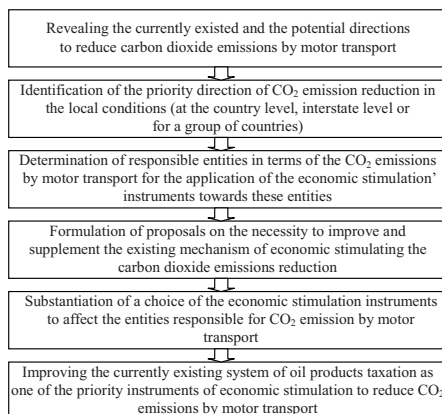 Revealing the currently existed and the potential directions
to reduce carbon dioxide emissions by motor transport
Identification of the priority direction of CO₂ emission reduction in
the local conditions (at the country level, interstate level or
for a group of countries)
Determination of responsible entities in terms of the CO₂ emissions
by motor transport for the application of the economic stimulation'
instruments towards these entities
Formulation of proposals on the necessity to improve and
supplement the existing mechanism of economic stimulating the
carbon dioxide emissions reduction
Substantiation of a choice of the economic stimulation instruments
to affect the entities responsible for CO₂ emission by motor
transport
Improving the currently existing system of oil products taxation as
one of the priority instruments of economic stimulation to reduce CO₂
emissions by motor transport